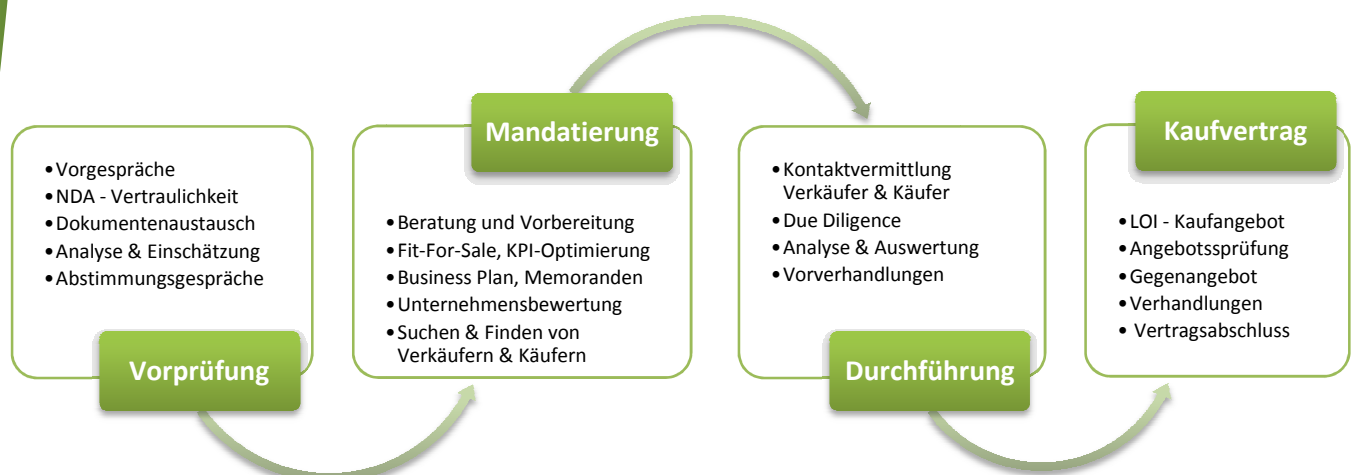 •Vorgespräche
•NDA - Vertraulichkeit
•Dokumentenaustausch
•Analyse & Einschätzung
•Abstimmungsgespräche
Vorprüfung
Mandatierung
•Beratung und Vorbereitung
•Fit-For-Sale, KPI-Optimierung
•Business Plan, Memoranden
•Unternehmensbewertung
•Suchen & Finden von
Verkäufern & Käufern
•Kontaktvermittlung
Verkäufer & Käufer
•Due Diligence
•Analyse & Auswertung
•Vorverhandlungen
Durchführung
Kaufvertrag
•LOI - Kaufangebot
•Angebotssprüfung
•Gegenangebot
•Verhandlungen
• Vertragsabschluss